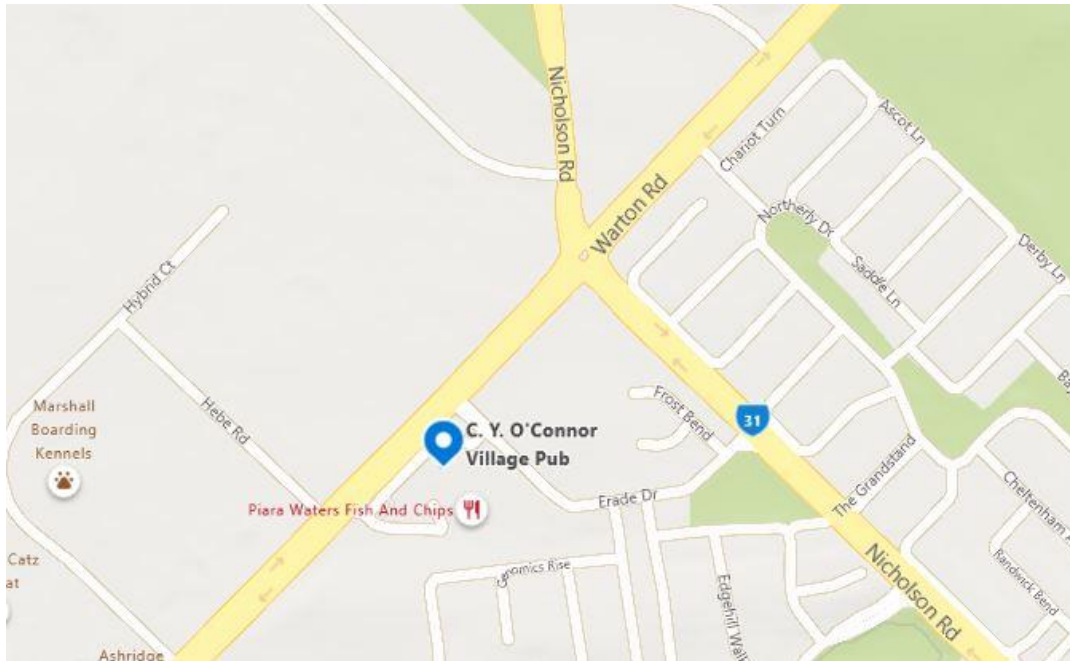 Nicholson Rd
Warton Rd
Chariot Turn
Ascot Ln
Northerly Dr
Saddle Ln
Derby Ln
Hybrid Ct
Hebe Rd
Marshall
Boarding
Kennels
C. Y. O'Connor
Village Pub
Piara Waters Fish And Chips
Frost Bend
31
Erade Dr
The Grandstand
Cheltenham A
Randwick Bend
Nicholson Rd
Genomics Rise
Edgehill Walk
Catz
at
Ashridge